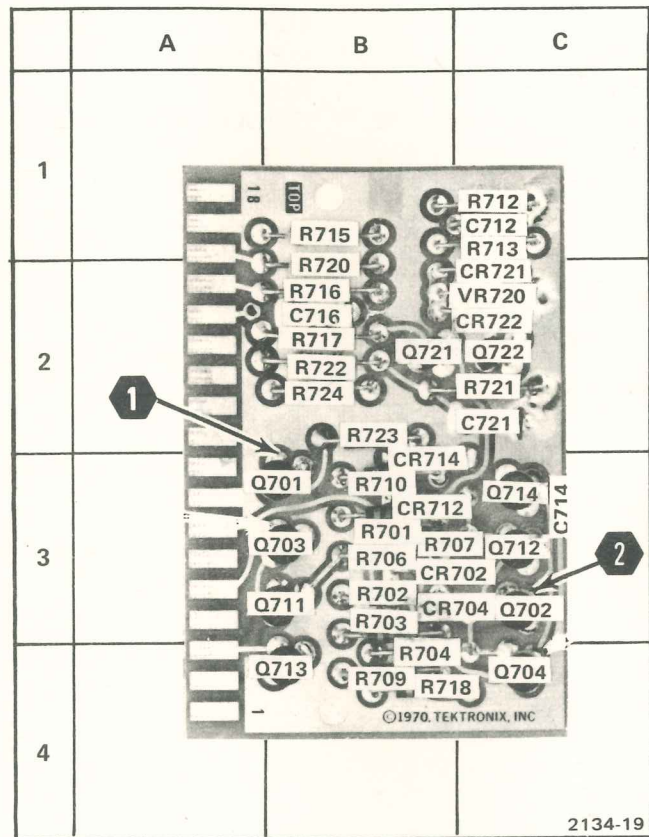 A B C
1
18
TOP
R712
C712
R715
R713
R720
CR721
R716
VR720
C716
CR722
R717
2
Q721
Q722
R722
1
R721
R724
C721
R723
CR714
Q701
R710
Q714
C714
CR712
R701
Q703
R707
Q712
3
R706
2
CR702
R702
Q711
CR704
Q702
R703
R704
Q713
Q704
R709
R718
1
©1970, TEKTRONIX, INC
4
2134-19